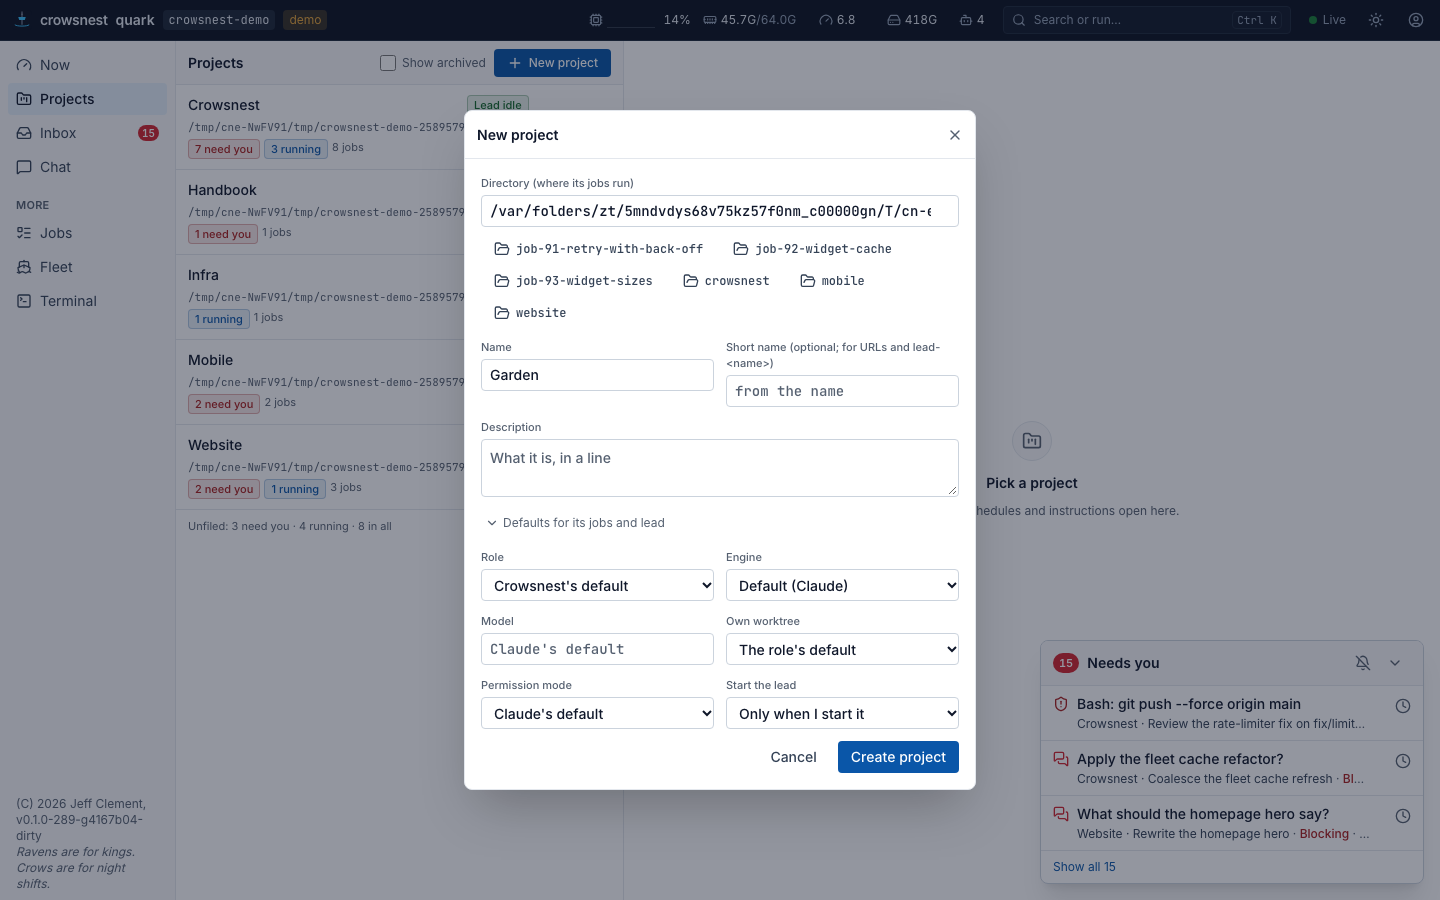 crowsnest quark crowsnest-demo demo 14% 45.7G/64.0G 6.8 418G 4 Search or run... Ctrl K Live
Now
Projects
Inbox 15
Chat
MORE
Jobs
Fleet
Terminal
(C) 2026 Jeff Clement,
v0.1.0-289-g4167b04-
dirty
Ravens are for kings.
Crows are for night
shifts.
Projects Show archived New project
Crowsnest Lead idle
/tmp/cne-NwFV91/tmp/crowsnest-demo-2589579
7 need you 3 running 8 jobs
Handbook
/tmp/cne-NwFV91/tmp/crowsnest-demo-2589579
1 need you 1 jobs
Infra
/tmp/cne-NwFV91/tmp/crowsnest-demo-2589579
1 running 1 jobs
Mobile
/tmp/cne-NwFV91/tmp/crowsnest-demo-2589579
2 need you 2 jobs
Website
/tmp/cne-NwFV91/tmp/crowsnest-demo-2589579
2 need you 1 running 3 jobs
Unfiled: 3 need you · 4 running · 8 in all
New project
Directory (where its jobs run)
/var/folders/zt/5mndvdys68v75kz57f0nm_c00000gn/T/cn-e
job-91-retry-with-back-off job-92-widget-cache
job-93-widget-sizes crowsnest mobile
website
Name
Garden
Short name (optional; for URLs and lead-
<name>)
from the name
Description
What it is, in a line
Defaults for its jobs and lead
Role Engine
Crowsnest's default Default (Claude)
Model Own worktree
Claude's default The role's default
Permission mode Start the lead
Claude's default Only when I start it
Cancel Create project
Pick a project
hedules and instructions open here.
15 Needs you
Bash: git push --force origin main
Crowsnest · Review the rate-limiter fix on fix/limit...
Apply the fleet cache refactor?
Crowsnest · Coalesce the fleet cache refresh · Bl...
What should the homepage hero say?
Website · Rewrite the homepage hero · Blocking · ...
Show all 15